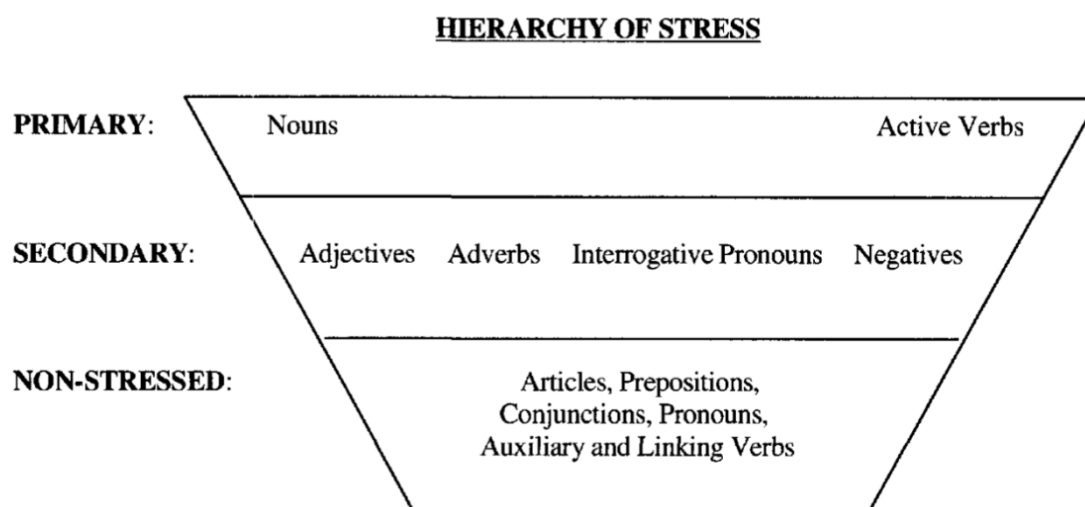 HIERARCHY OF STRESS
PRIMARY: Nouns Active Verbs
SECONDARY: Adjectives Adverbs Interrogative Pronouns Negatives
NON-STRESSED: Articles, Prepositions,
Conjunctions, Pronouns,
Auxiliary and Linking Verbs